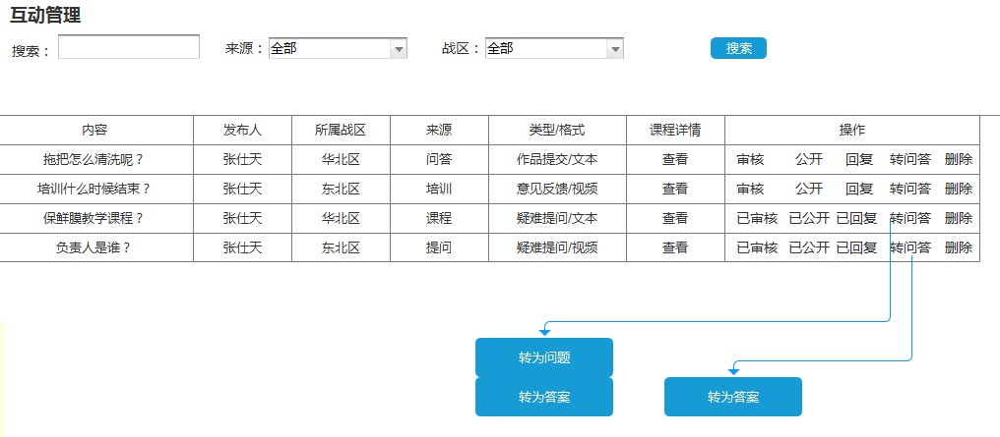 互动管理
搜索： 来源： 全部 战区： 全部 搜索
内容 发布人 所属战区 来源 类型/格式 课程详情 操作
拖把怎么清洗呢？ 张仕天 华北区 问答 作品提交/文本 查看 审核 公开 回复 转问答 删除
培训什么时候结束？ 张仕天 东北区 培训 意见反馈/视频 查看 审核 公开 回复 转问答 删除
保鲜膜教学课程？ 张仕天 华北区 课程 疑难提问/文本 查看 已审核 已公开 已回复 转问答 删除
负责人是谁？ 张仕天 东北区 提问 疑难提问/视频 查看 已审核 已公开 已回复 转问答 删除
转为问题
转为答案 转为答案